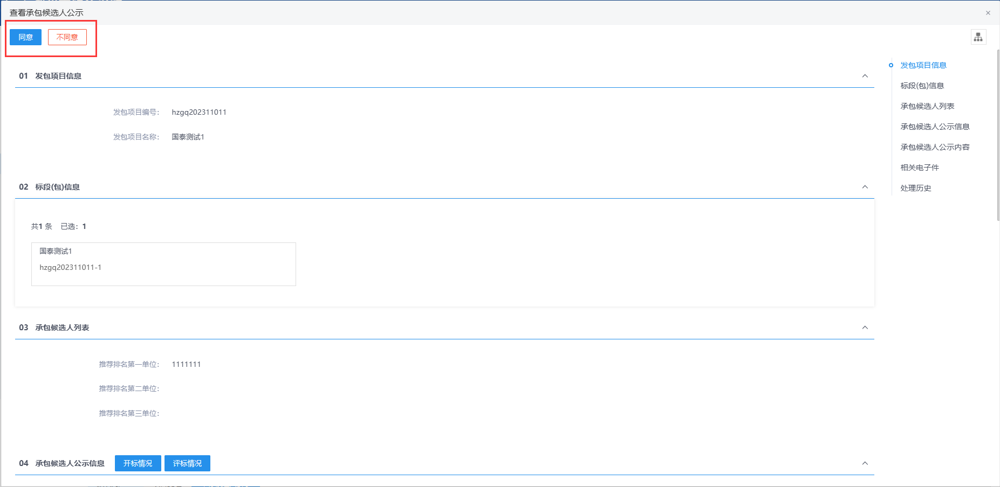 查看承包候选人公示
同意 不同意
01 发包项目信息
发包项目编号： hzgq202311011
发包项目名称： 国泰测试1
02 标段(包)信息
共1 条 已选：1
国泰测试1
hzgq202311011-1
03 承包候选人列表
推荐排名第一单位： 1111111
推荐排名第二单位：
推荐排名第三单位：
04 承包候选人公示信息 开标情况 评标情况
发包项目信息
标段(包)信息
承包候选人列表
承包候选人公示信息
承包候选人公示内容
相关电子件
处理历史